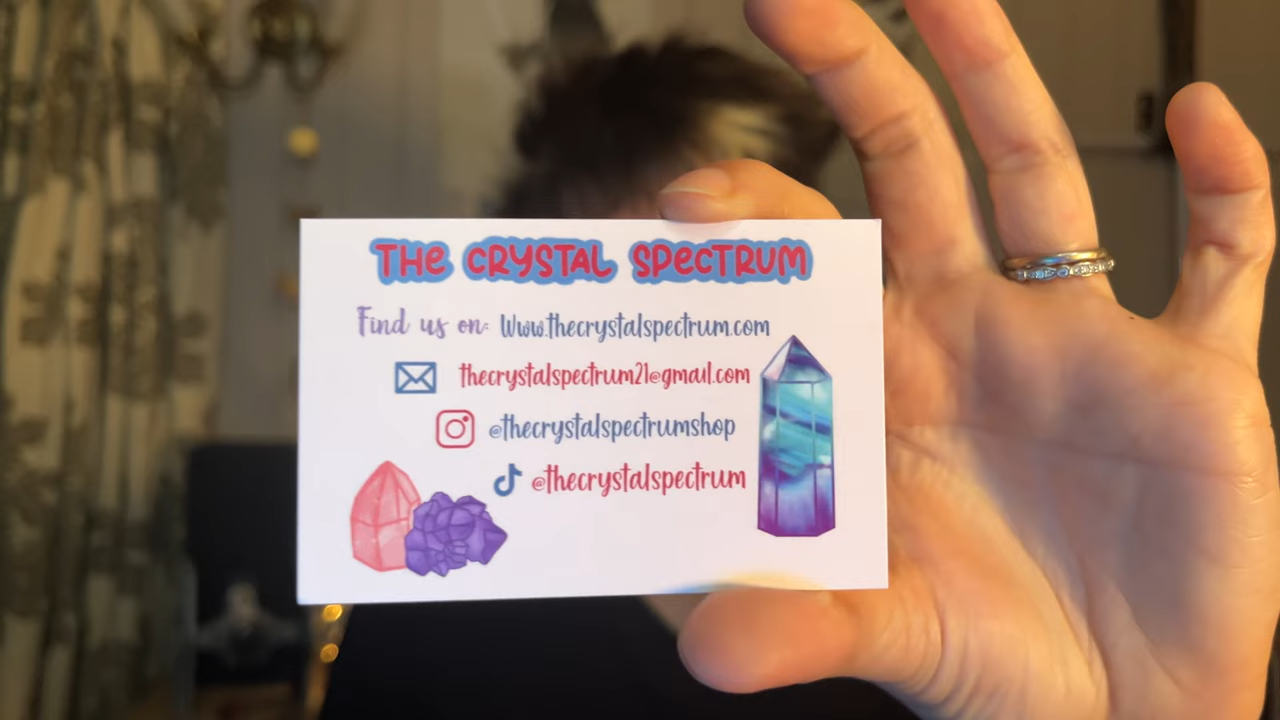 THE CRYSTAL SPECTRUM
Find us on: Www.thecrystalspectrum.com
thecrystalspectrum21@gmail.com
@thecrystalspectrumshop
@thecrystalspectrum